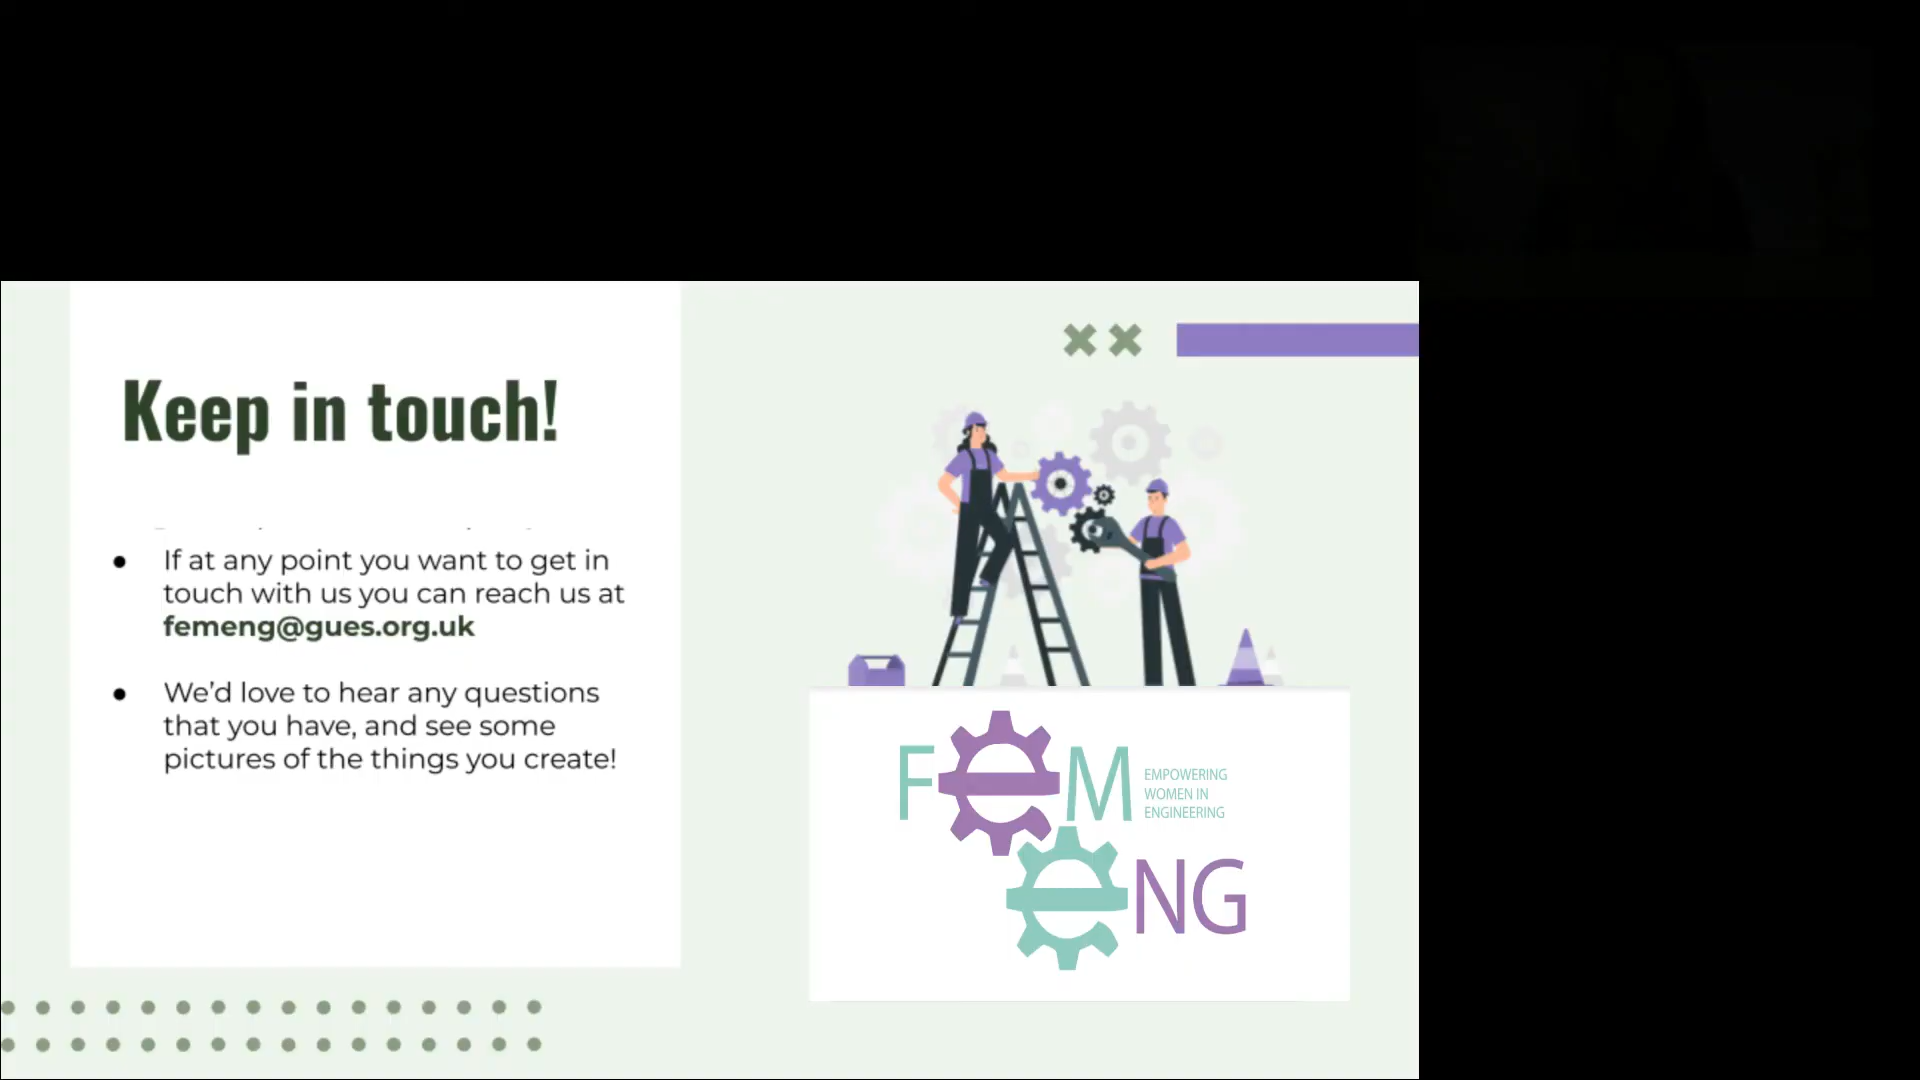 Keep in touch!
If at any point you want to get in
touch with us you can reach us at
femeng@gues.org.uk
We’d love to hear any questions
that you have, and see some
pictures of the things you create!
FeM
EMPOWERING
WOMEN IN
ENGINEERING
eNG